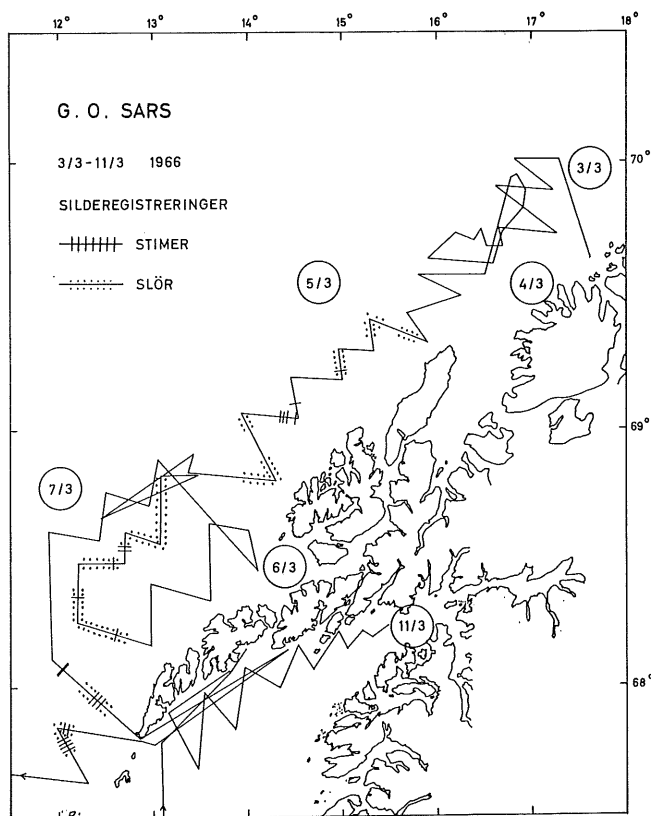 12° 13° 14° 15° 16° 17° 18°
G. O. SARS
3/3-11/3 1966
SILDEREGISTRERINGER
STIMER
SLÖR
70°
3/3
5/3
4/3
69°
7/3
6/3
11/3
68°